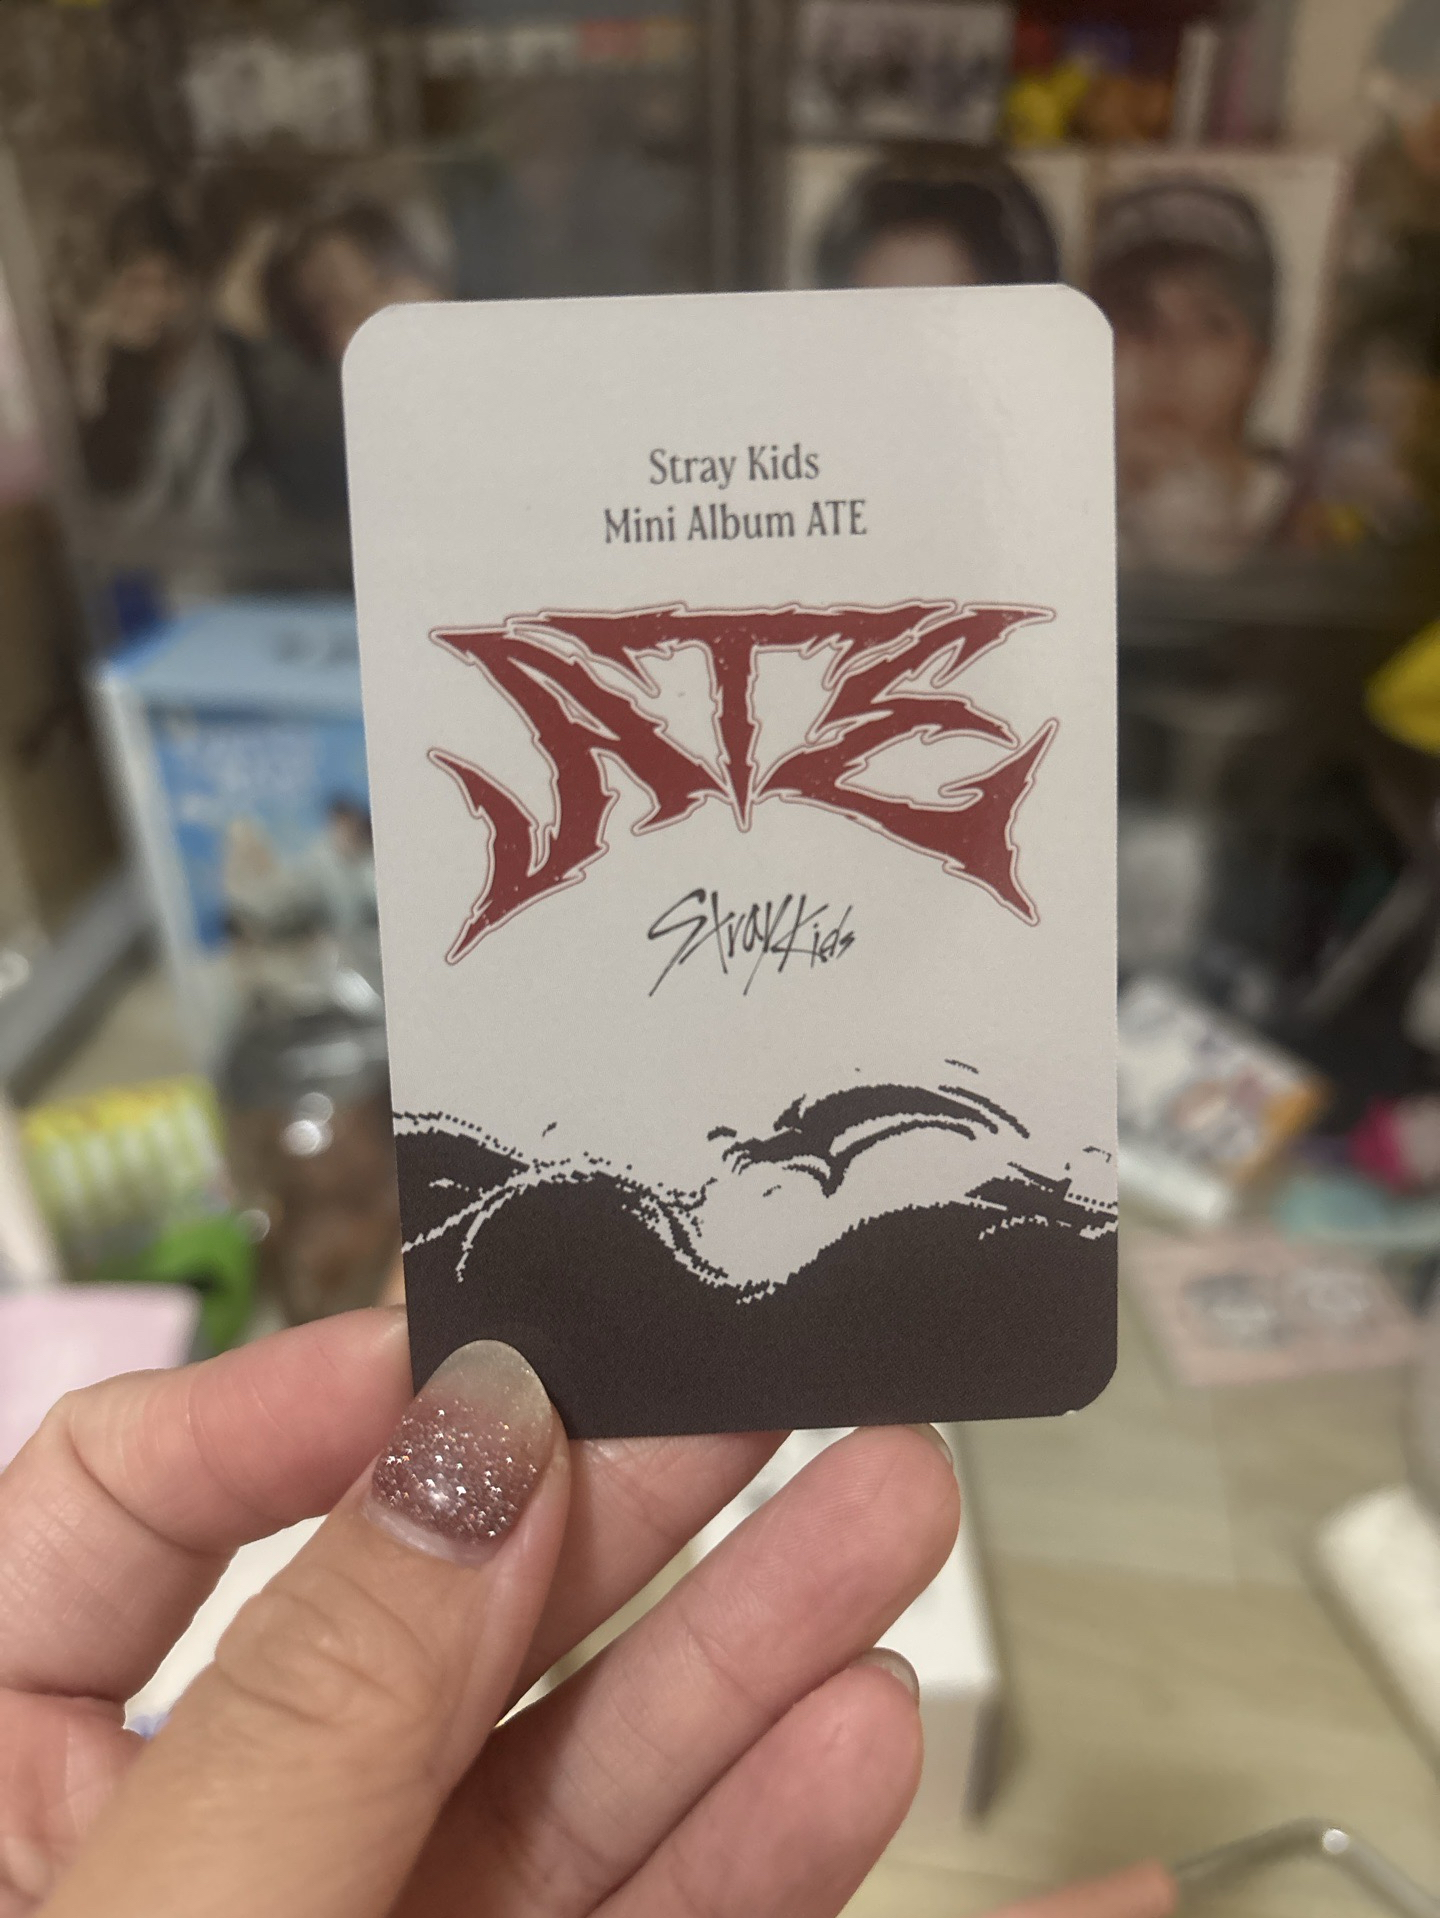 Stray Kids
Mini Album ATE
ATE
Stray Kids